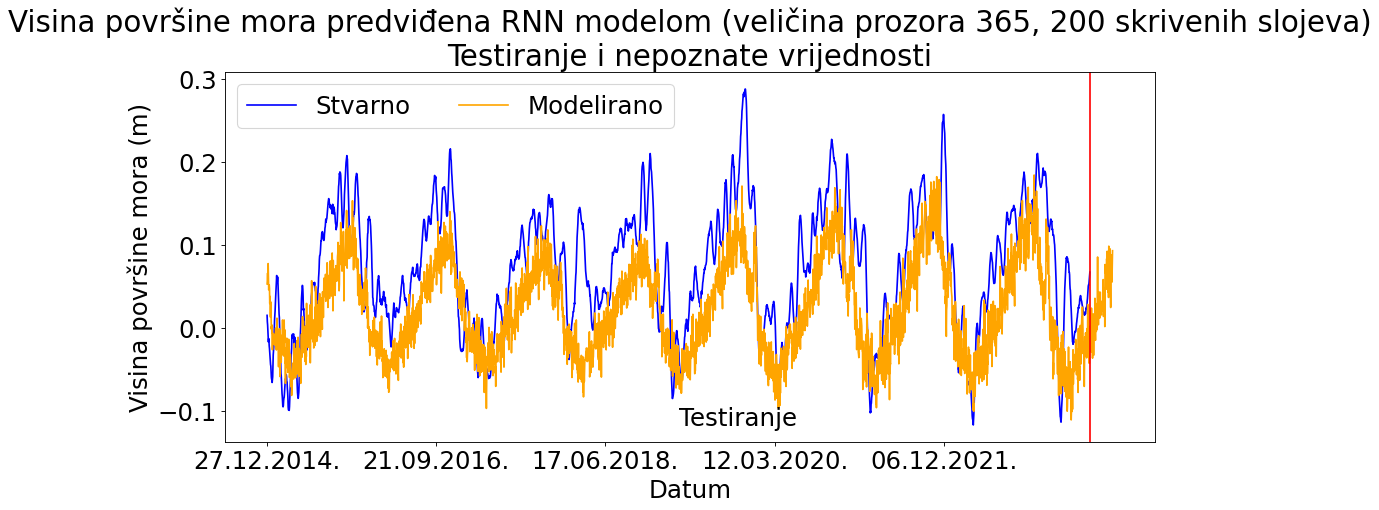 Visina površine mora predviđena RNN modelom (veličina prozora 365, 200 skrivenih slojeva)
Testiranje i nepoznate vrijednosti
Stvarno
Modelirano
Visina površine mora (m)
0.3
0.2
0.1
0.0
−0.1
Testiranje
27.12.2014.
21.09.2016.
17.06.2018.
12.03.2020.
06.12.2021.
Datum